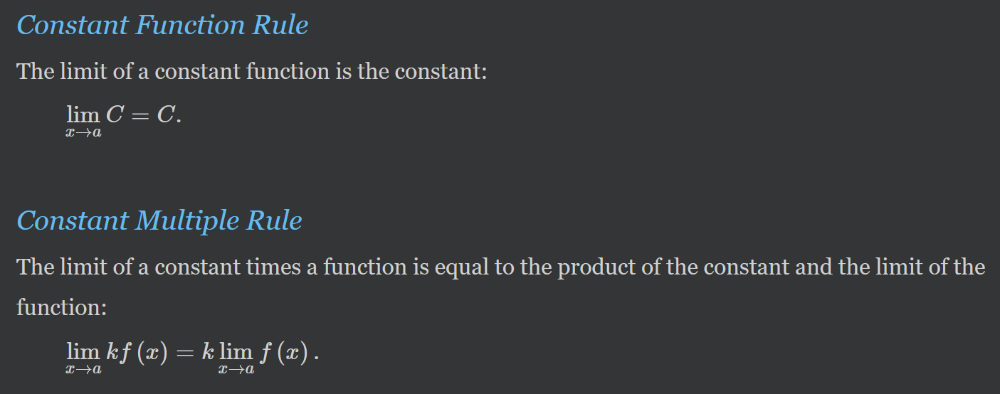 Constant Function Rule
The limit of a constant function is the constant:
lim C = C.
x→a
Constant Multiple Rule
The limit of a constant times a function is equal to the product of the constant and the limit of the
function:
lim kf (x) = k lim f (x) .
x→a x→a